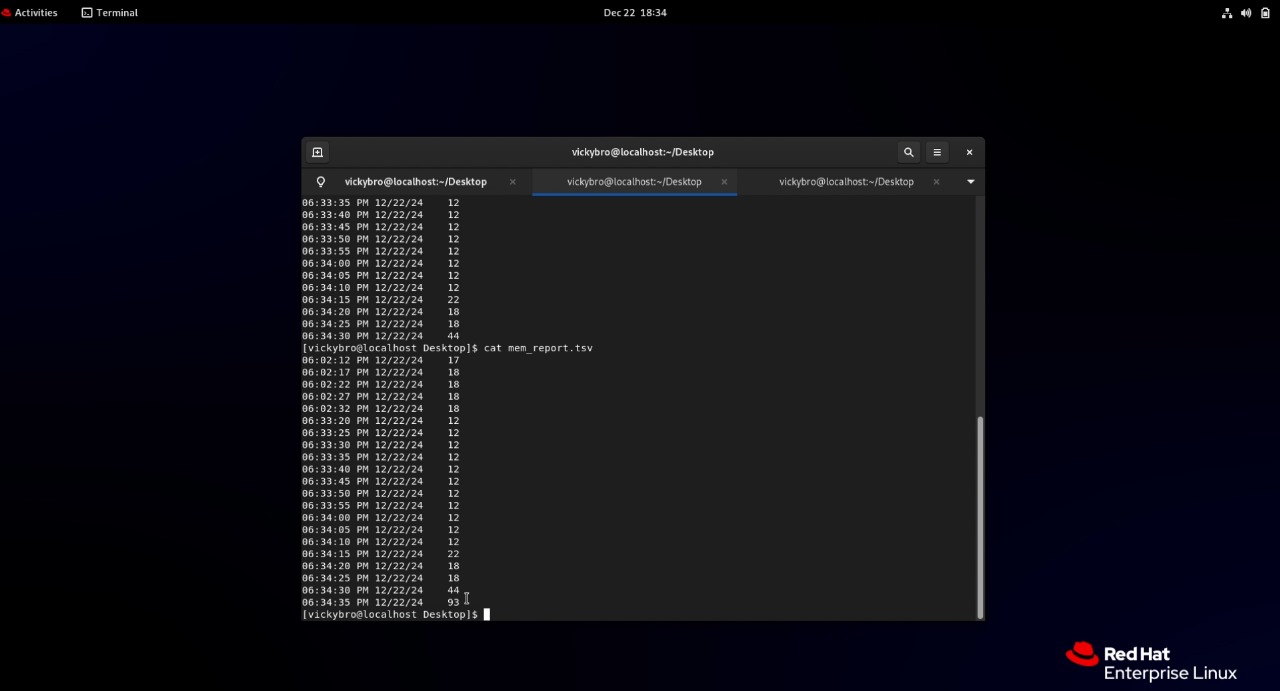 Activities Terminal Dec 22 18:34
vickybro@localhost:~/Desktop
vickybro@localhost:~/Desktop × vickybro@localhost:~/Desktop × vickybro@localhost:~/Desktop ×
06:33:35 PM 12/22/24 12
06:33:40 PM 12/22/24 12
06:33:45 PM 12/22/24 12
06:33:50 PM 12/22/24 12
06:33:55 PM 12/22/24 12
06:34:00 PM 12/22/24 12
06:34:05 PM 12/22/24 12
06:34:10 PM 12/22/24 12
06:34:15 PM 12/22/24 22
06:34:20 PM 12/22/24 18
06:34:25 PM 12/22/24 18
06:34:30 PM 12/22/24 44
[vickybro@localhost Desktop]$ cat mem_report.tsv
06:02:12 PM 12/22/24 17
06:02:17 PM 12/22/24 18
06:02:22 PM 12/22/24 18
06:02:27 PM 12/22/24 18
06:02:32 PM 12/22/24 18
06:33:20 PM 12/22/24 12
06:33:25 PM 12/22/24 12
06:33:30 PM 12/22/24 12
06:33:35 PM 12/22/24 12
06:33:40 PM 12/22/24 12
06:33:45 PM 12/22/24 12
06:33:50 PM 12/22/24 12
06:33:55 PM 12/22/24 12
06:34:00 PM 12/22/24 12
06:34:05 PM 12/22/24 12
06:34:10 PM 12/22/24 12
06:34:15 PM 12/22/24 22
06:34:20 PM 12/22/24 18
06:34:25 PM 12/22/24 18
06:34:30 PM 12/22/24 44
06:34:35 PM 12/22/24 93
[vickybro@localhost Desktop]$
Red Hat
Enterprise Linux